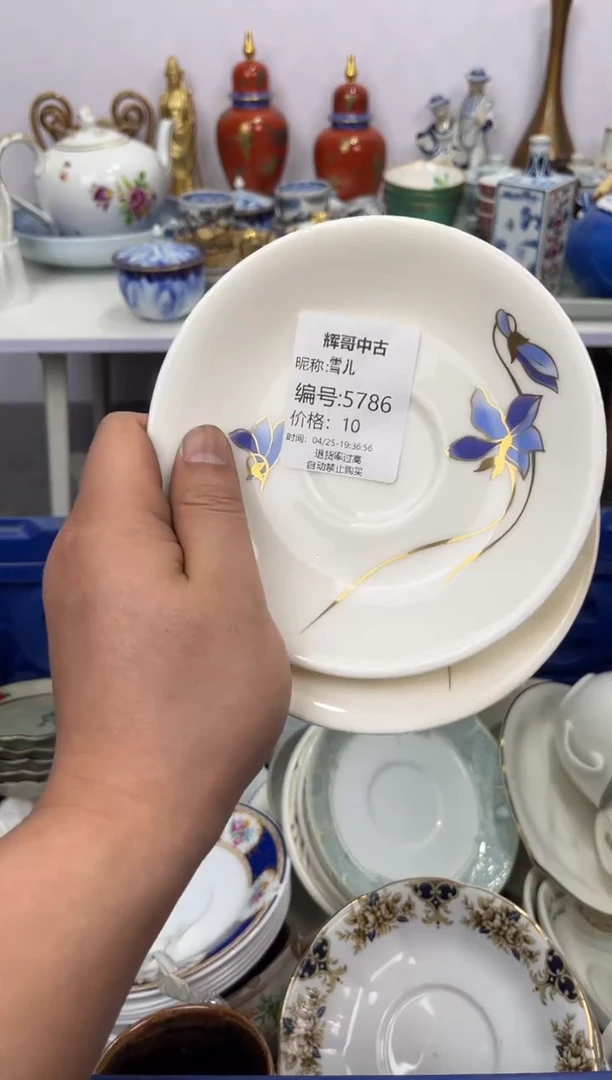 辉哥中古
昵称:雪儿
编号:5786
价格：10
时间：04/25-19:36:56
退货率过高
自动禁止购买